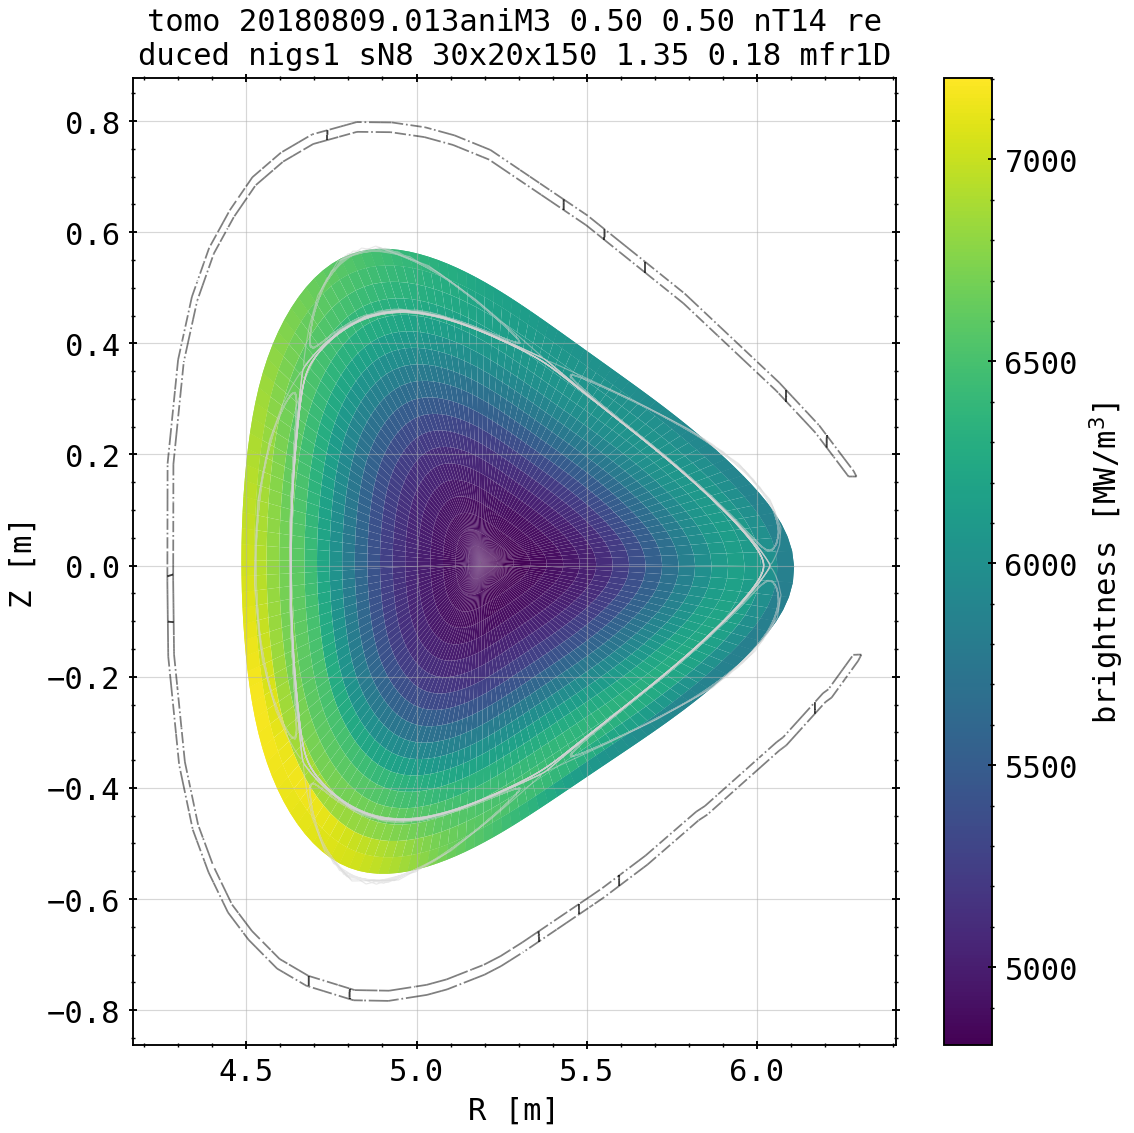 tomo 20180809.013aniM3 0.50 0.50 nT14 re
duced nigs1 sN8 30x20x150 1.35 0.18 mfr1D
0.8
0.6
0.4
0.2
0.0
−0.2
−0.4
−0.6
−0.8
Z [m]
4.5 5.0 5.5 6.0
R [m]
7000
6500
6000
5500
5000
brightness [MW/m³]